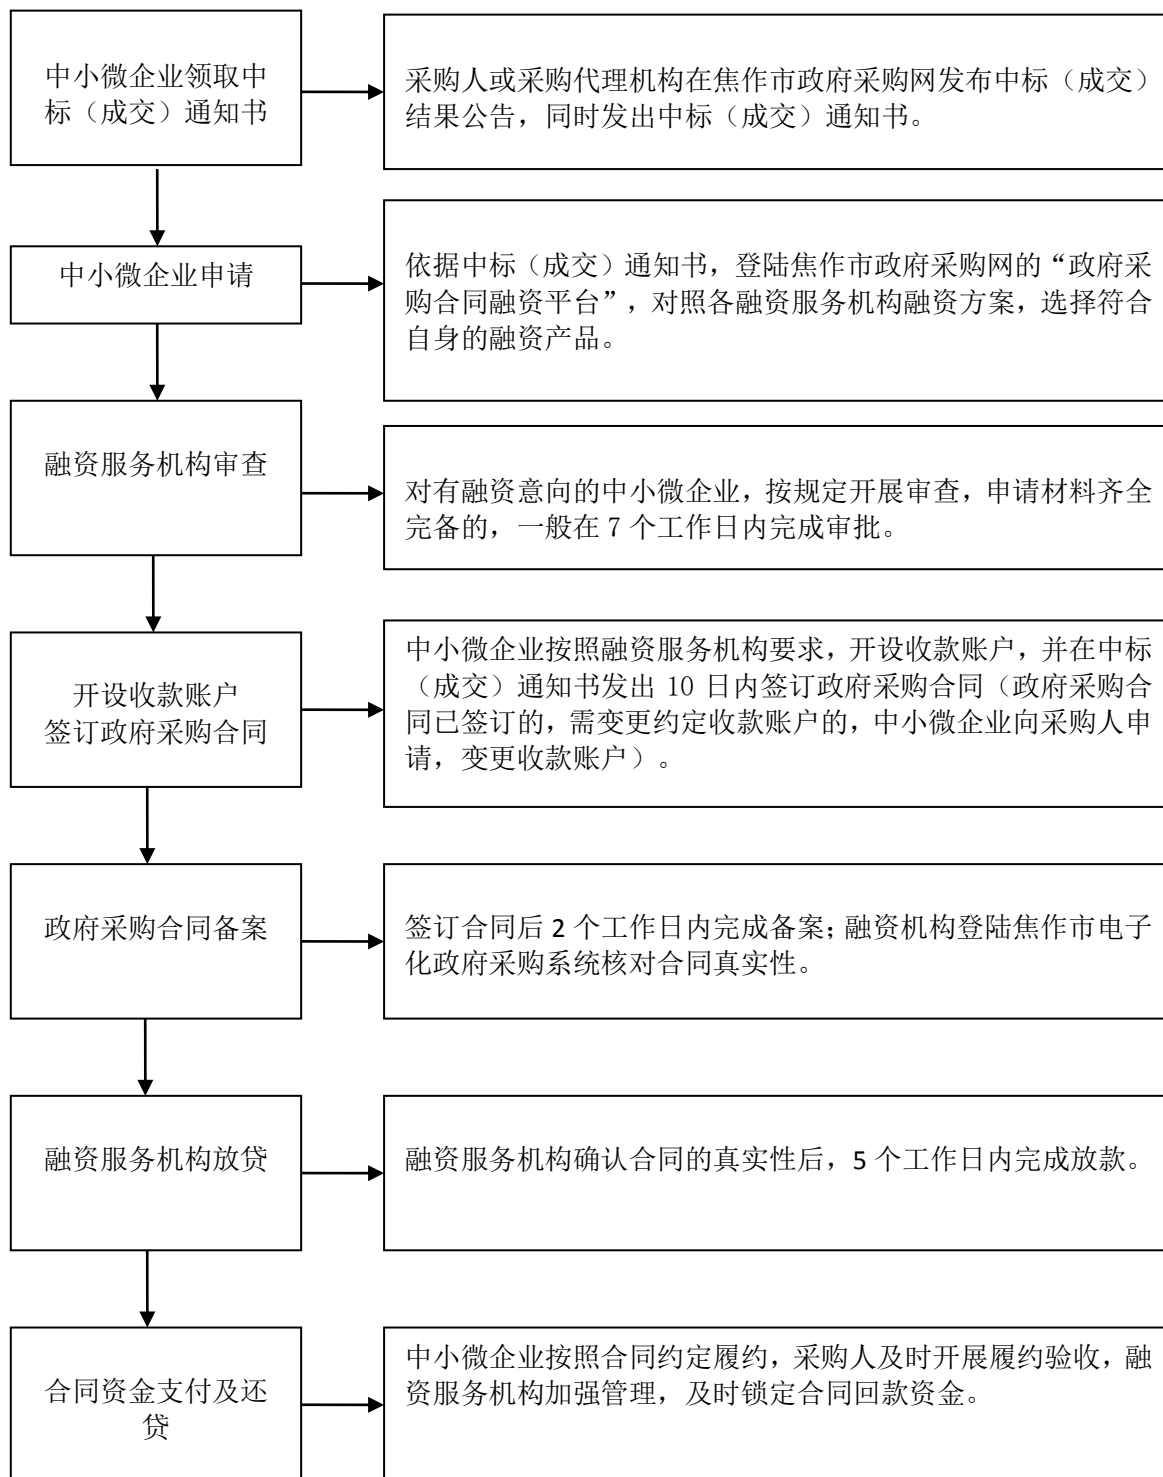 中小微企业领取中
标（成交）通知书
采购人或采购代理机构在焦作市政府采购网发布中标（成交）
结果公告，同时发出中标（成交）通知书。
中小微企业申请
依据中标（成交）通知书，登陆焦作市政府采购网的“政府采
购合同融资平台”，对照各融资服务机构融资方案，选择符合
自身的融资产品。
融资服务机构审查
对有融资意向的中小微企业，按规定开展审查，申请材料齐全
完备的，一般在 7 个工作日内完成审批。
开设收款账户
签订政府采购合同
中小微企业按照融资服务机构要求，开设收款账户，并在中标
（成交）通知书发出 10 日内签订政府采购合同（政府采购合
同已签订的，需变更约定收款账户的，中小微企业向采购人申
请，变更收款账户）。
政府采购合同备案
签订合同后 2 个工作日内完成备案；融资机构登陆焦作市电子
化政府采购系统核对合同真实性。
融资服务机构放贷
融资服务机构确认合同的真实性后，5 个工作日内完成放款。
合同资金支付及还
贷
中小微企业按照合同约定履约，采购人及时开展履约验收，融
资服务机构加强管理，及时锁定合同回款资金。